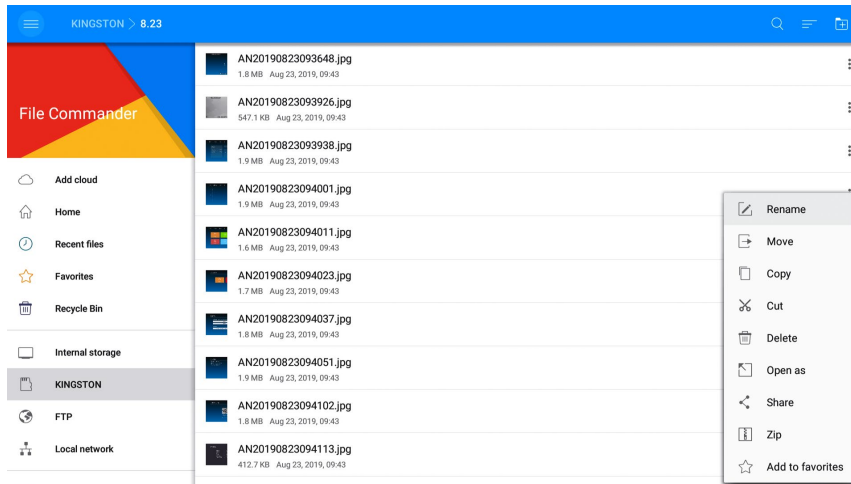 KINGSTON > 8.23
File Commander
Add cloud
Home
Recent files
Favorites
Recycle Bin
Internal storage
KINGSTON
FTP
Local network
AN20190823093648.jpg
1.8 MB Aug 23, 2019, 09:43
AN20190823093926.jpg
547.1 KB Aug 23, 2019, 09:43
AN20190823093938.jpg
1.9 MB Aug 23, 2019, 09:43
AN20190823094001.jpg
1.9 MB Aug 23, 2019, 09:43
AN20190823094011.jpg
1.6 MB Aug 23, 2019, 09:43
AN20190823094023.jpg
1.7 MB Aug 23, 2019, 09:43
AN20190823094037.jpg
1.8 MB Aug 23, 2019, 09:43
AN20190823094051.jpg
1.9 MB Aug 23, 2019, 09:43
AN20190823094102.jpg
1.8 MB Aug 23, 2019, 09:43
AN20190823094113.jpg
412.7 KB Aug 23, 2019, 09:43
Rename
Move
Copy
Cut
Delete
Open as
Share
Zip
Add to favorites